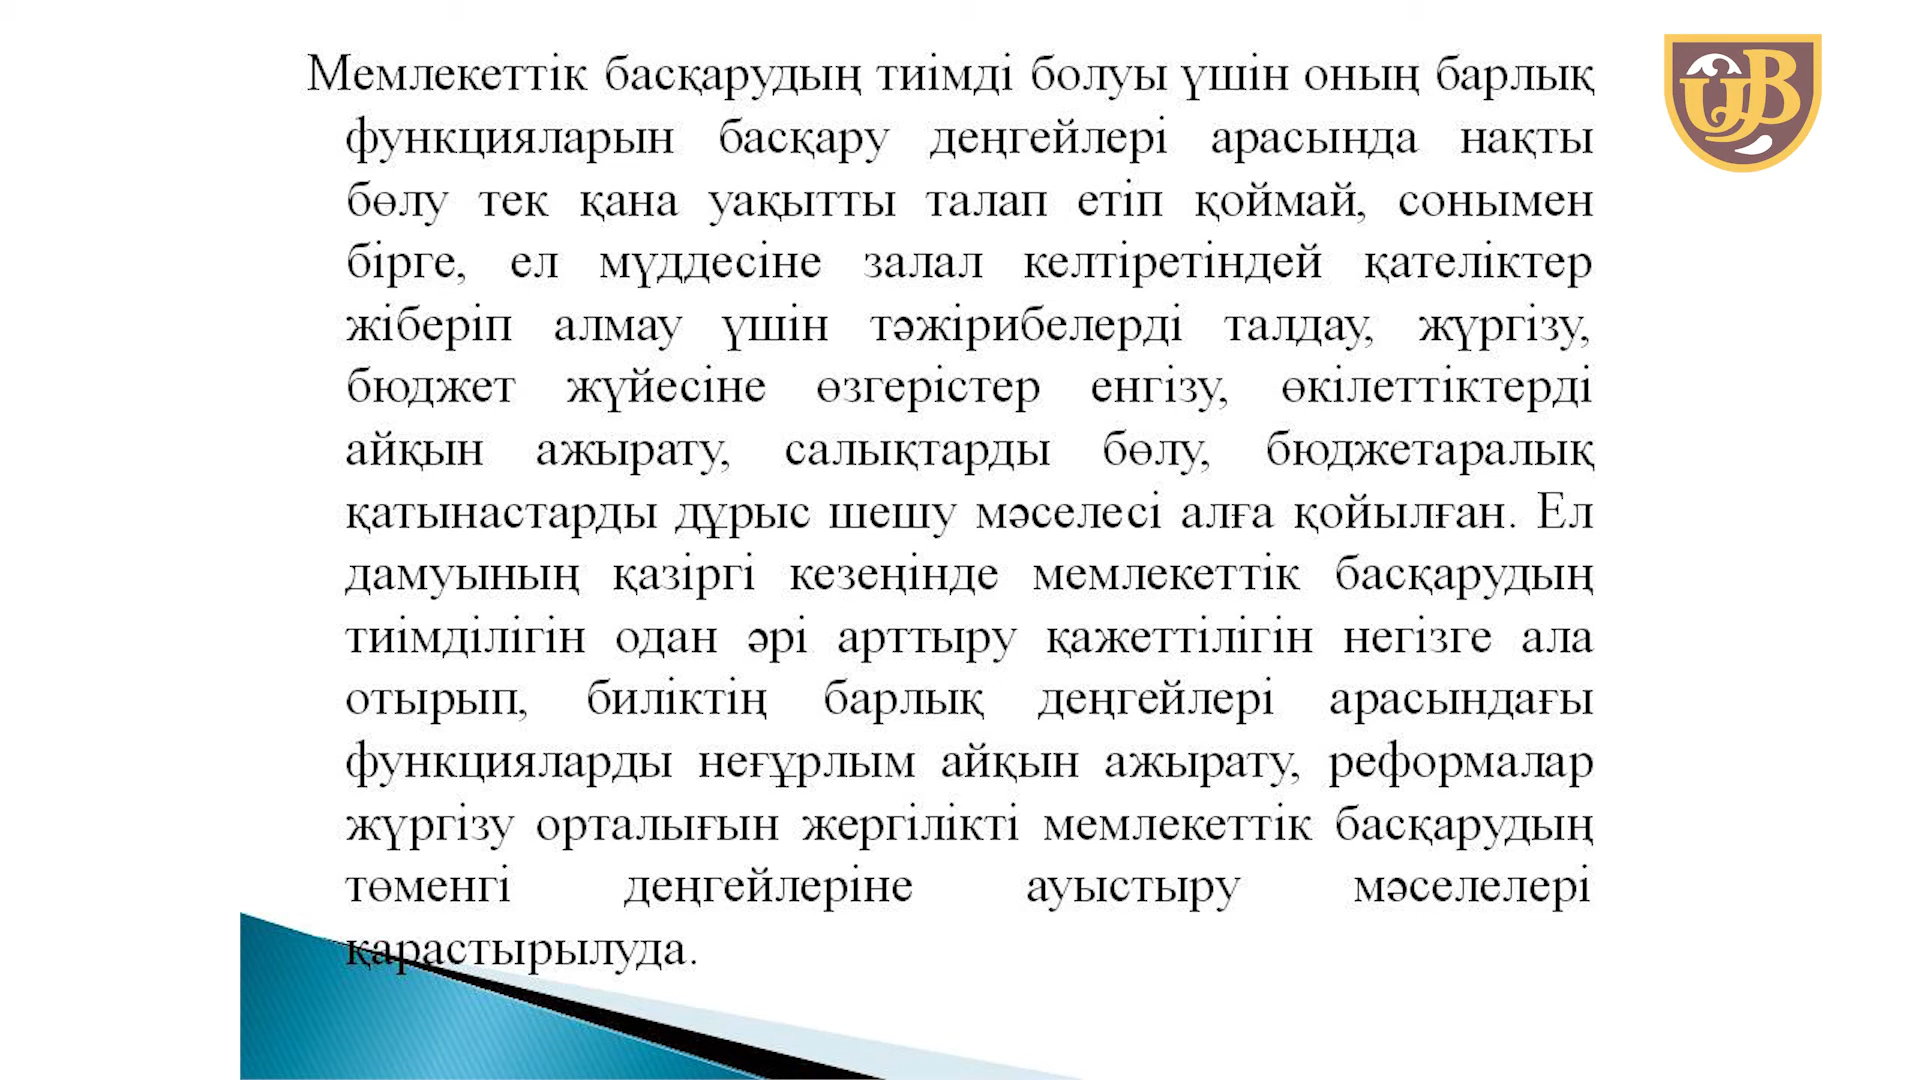 Мемлекеттік басқарудың тиімді болуы үшін оның барлық
функцияларын басқару деңгейлері арасында нақты
бөлу тек қана уақытты талап етіп қоймай, сонымен
бірге, ел мүддесіне залал келтіретіндей қателіктер
жіберіп алмау үшін тәжірибелерді талдау, жүргізу,
бюджет жүйесіне өзгерістер енгізу, өкілеттіктерді
айқын ажырату, салықтарды бөлу, бюджетаралық
қатынастарды дұрыс шешу мәселесі алға қойылған. Ел
дамуының қазіргі кезеңінде мемлекеттік басқарудың
тиімділігін одан әрі арттыру қажеттілігін негізге ала
отырып, биліктің барлық деңгейлері арасындағы
функцияларды неғұрлым айқын ажырату, реформалар
жүргізу орталығын жергілікті мемлекеттік басқарудың
төменгі деңгейлеріне ауыстыру мәселелері
қарастырылуда.